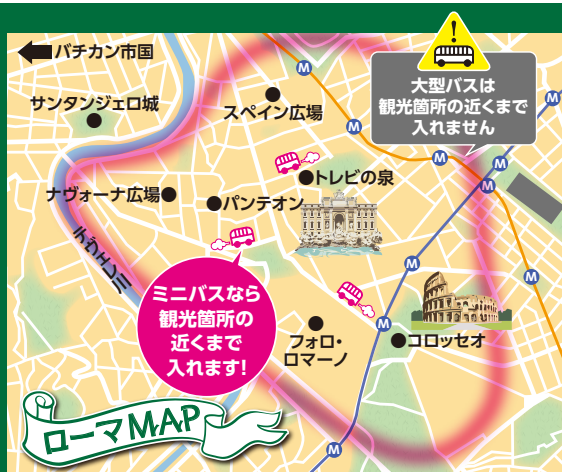 バチカン市国
サンタンジェロ城
スペイン広場
!
大型バスは
観光箇所の近くまで
入れません
M
M
M
M
M
トレビの泉
ナヴォーナ広場
パンテオン
テヴェレ川
M
M
ミニバスなら
観光箇所の
近くまで
入れます!
フォロ・
ロマーノ
M
コロッセオ
M
ローマMAP